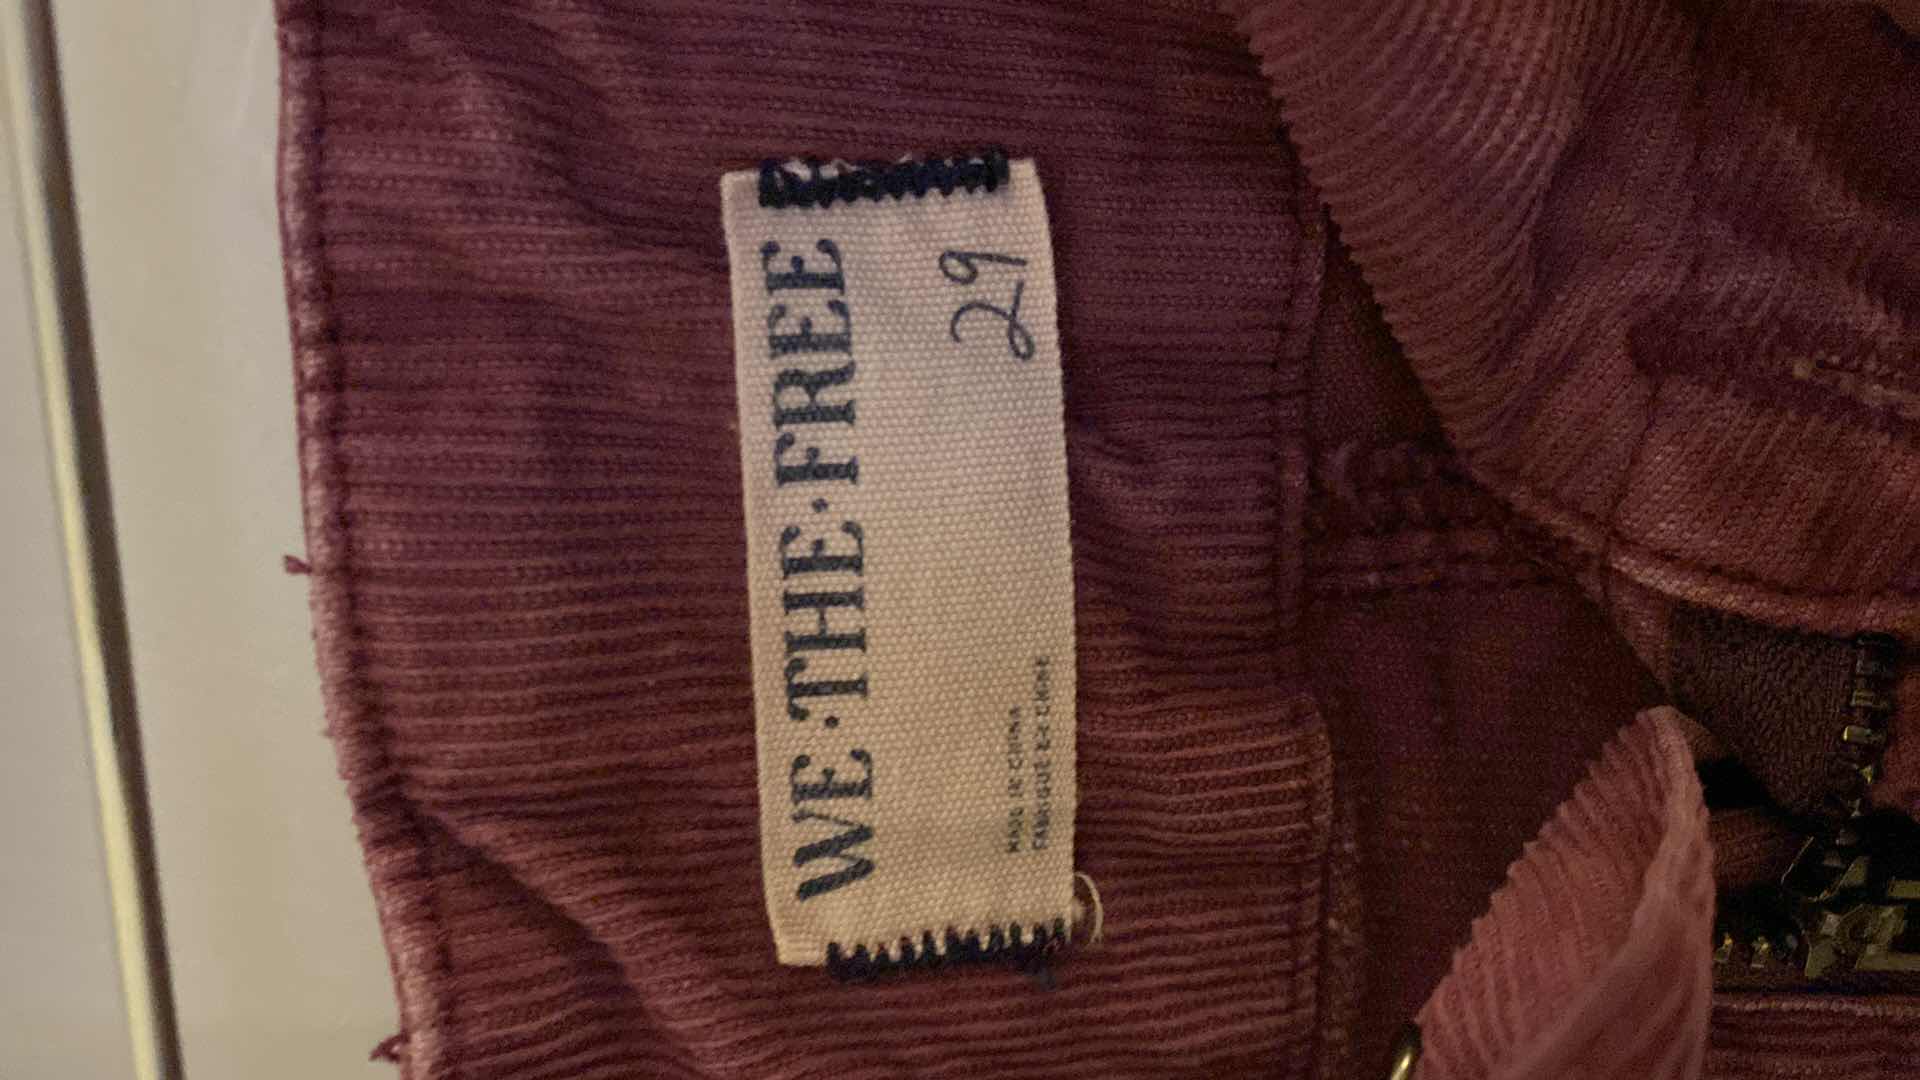 WE·THE·FREE
29
MADE IN CHINA
FABRIQUÉ EN CHINE